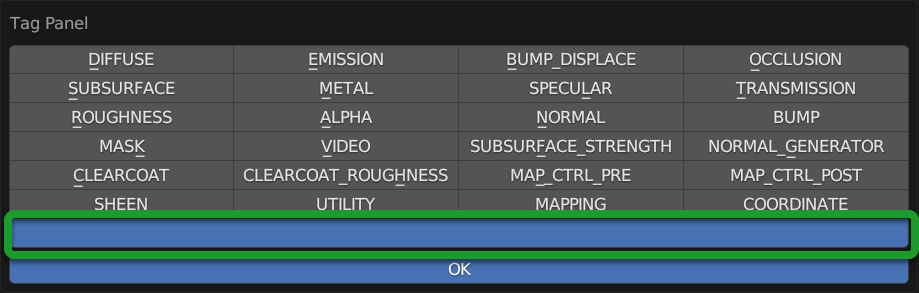 Tag Panel
DIFFUSE EMISSION BUMP_DISPLACE OCCLUSION
SUBSURFACE METAL SPECULAR TRANSMISSION
ROUGHNESS ALPHA NORMAL BUMP
MASK VIDEO SUBSURFACE_STRENGTH NORMAL_GENERATOR
CLEARCOAT CLEARCOAT_ROUGHNESS MAP_CTRL_PRE MAP_CTRL_POST
SHEEN UTILITY MAPPING COORDINATE
OK